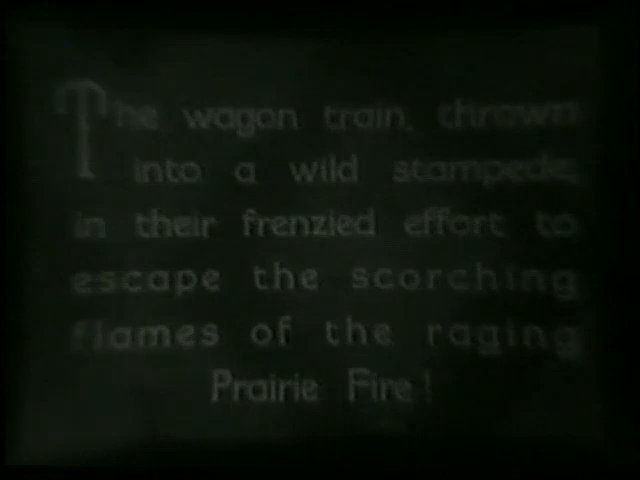 The wagon train, thrown
into a wild stampede,
in their frenzied effort to
escape the scorching
flames of the raging
Prairie Fire!